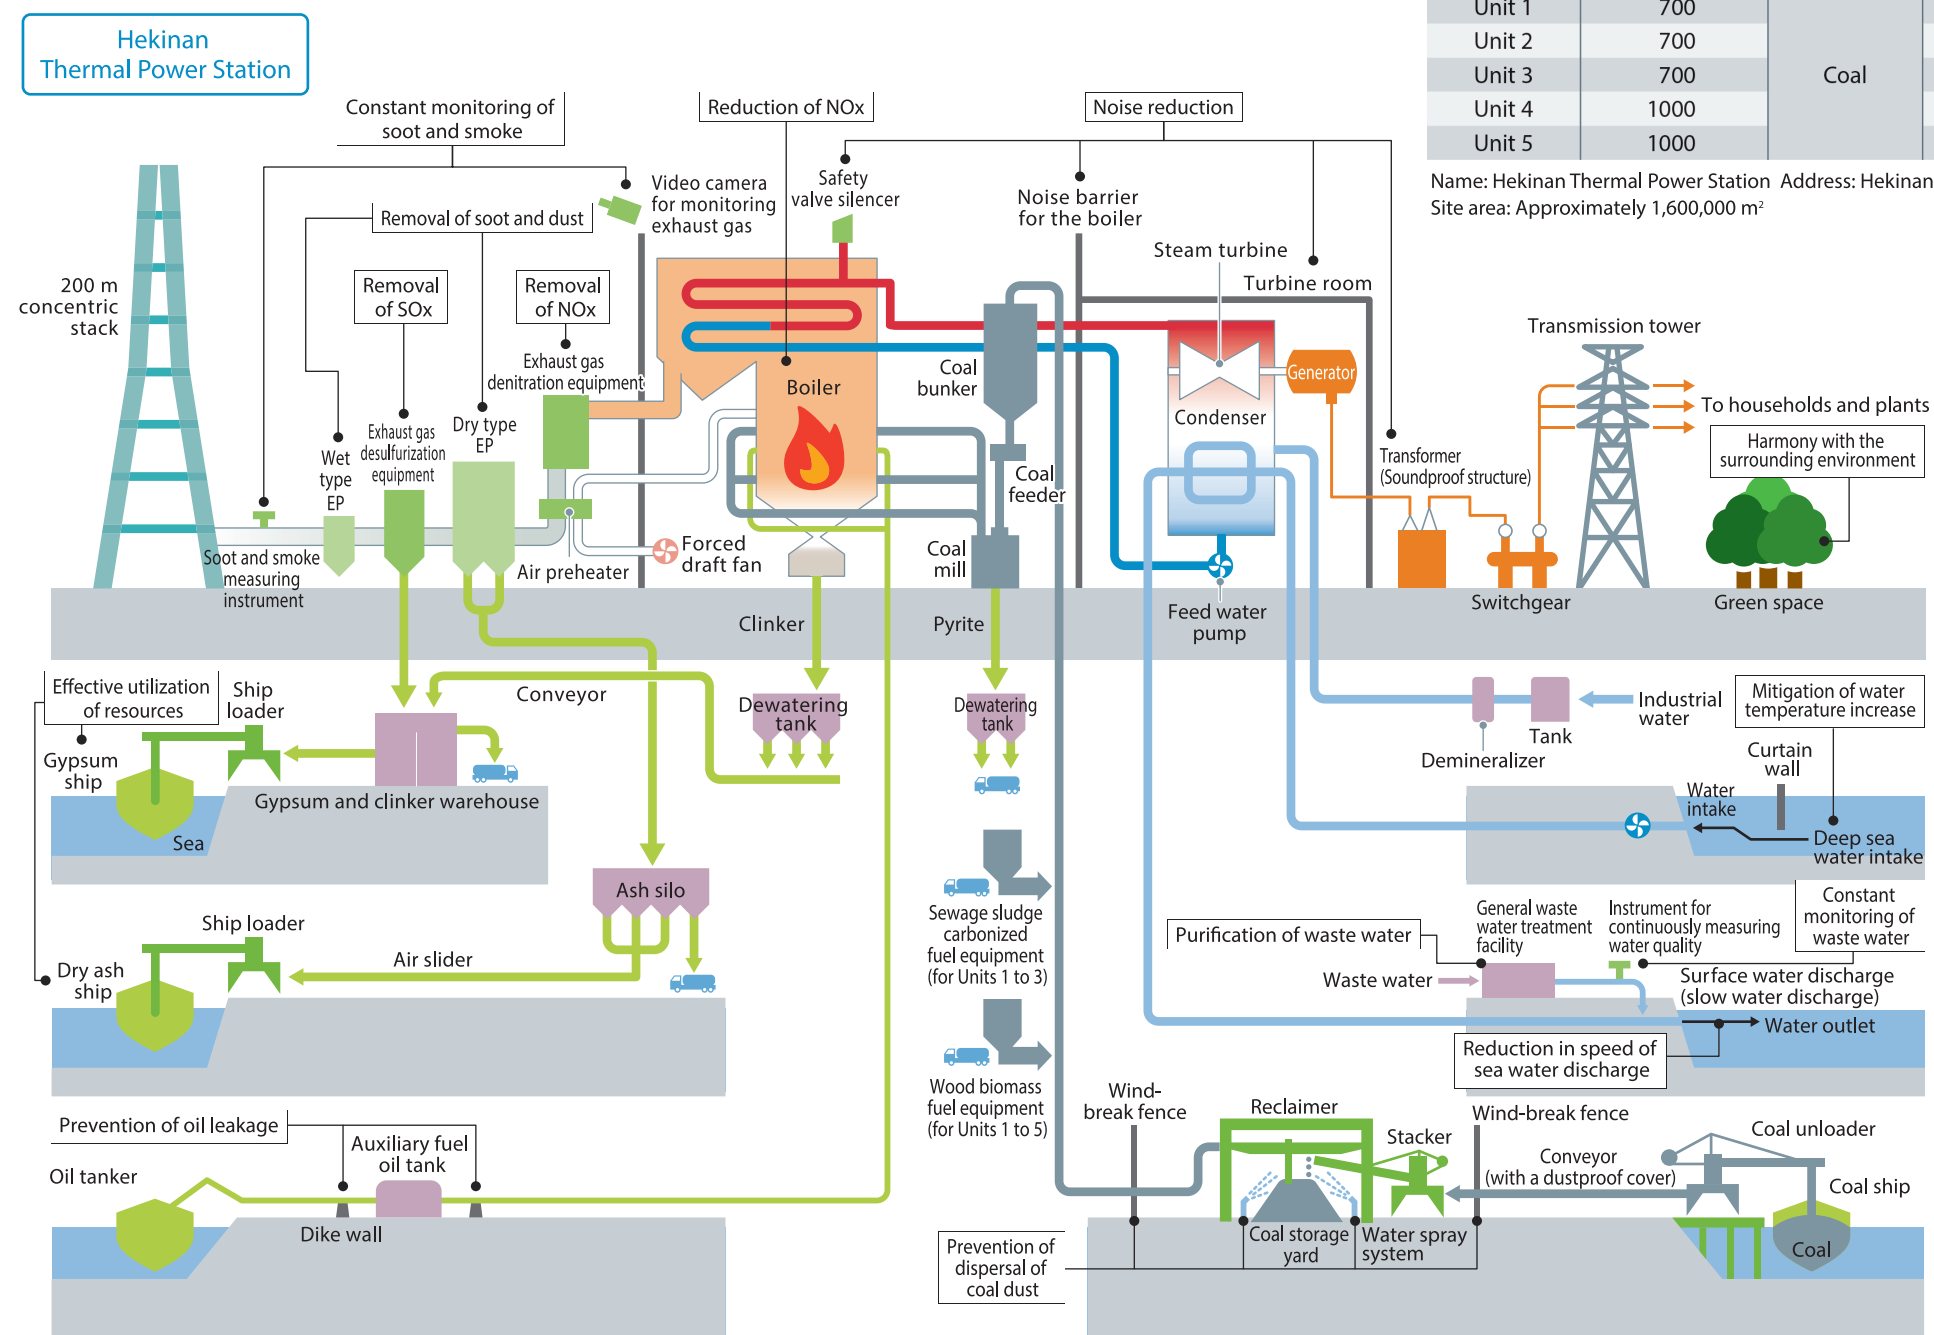 Hekinan
Thermal Power Station
Unit 1 700
Unit 2 700
Unit 3 700 Coal
Unit 4 1000
Unit 5 1000
Name: Hekinan Thermal Power Station Address: Hekinan
Site area: Approximately 1,600,000 m²
Constant monitoring of
soot and smoke
Reduction of NOx
Noise reduction
Video camera
for monitoring
exhaust gas
Safety
valve silencer
Noise barrier
for the boiler
Removal of soot and dust
Steam turbine
Turbine room
200 m
concentric
stack
Removal
of SOx
Removal
of NOx
Exhaust gas
denitration equipment
Boiler
Coal
bunker
Generator
Condenser
Transmission tower
To households and plants
Harmony with the
surrounding environment
Wet
type
EP
Exhaust gas
desulfurization
equipment
Dry type
EP
Coal
feeder
Transformer
(Soundproof structure)
Soot and smoke
measuring
instrument
Air preheater
Forced
draft fan
Coal
mill
Feed water
pump
Switchgear
Green space
Clinker
Pyrite
Effective utilization
of resources
Ship
loader
Conveyor
Dewatering
tank
Dewatering
tank
Gypsum
ship
Gypsum and clinker warehouse
Sea
Industrial
water
Tank
Demineralizer
Mitigation of water
temperature increase
Curtain
wall
Water
intake
Deep sea
water intake
Ash silo
Ship loader
Air slider
Dry ash
ship
Sewage sludge
carbonized
fuel equipment
(for Units 1 to 3)
Wood biomass
fuel equipment
(for Units 1 to 5)
Purification of waste water
General waste
water treatment
facility
Instrument for
continuously measuring
water quality
Constant
monitoring of
waste water
Waste water
Surface water discharge
(slow water discharge)
Water outlet
Reduction in speed of
sea water discharge
Prevention of oil leakage
Auxiliary fuel
oil tank
Oil tanker
Dike wall
Wind-
break fence
Reclaimer
Stacker
Wind-break fence
Coal unloader
Conveyor
(with a dustproof cover)
Coal ship
Coal
Coal storage
yard
Water spray
system
Prevention of
dispersal of
coal dust